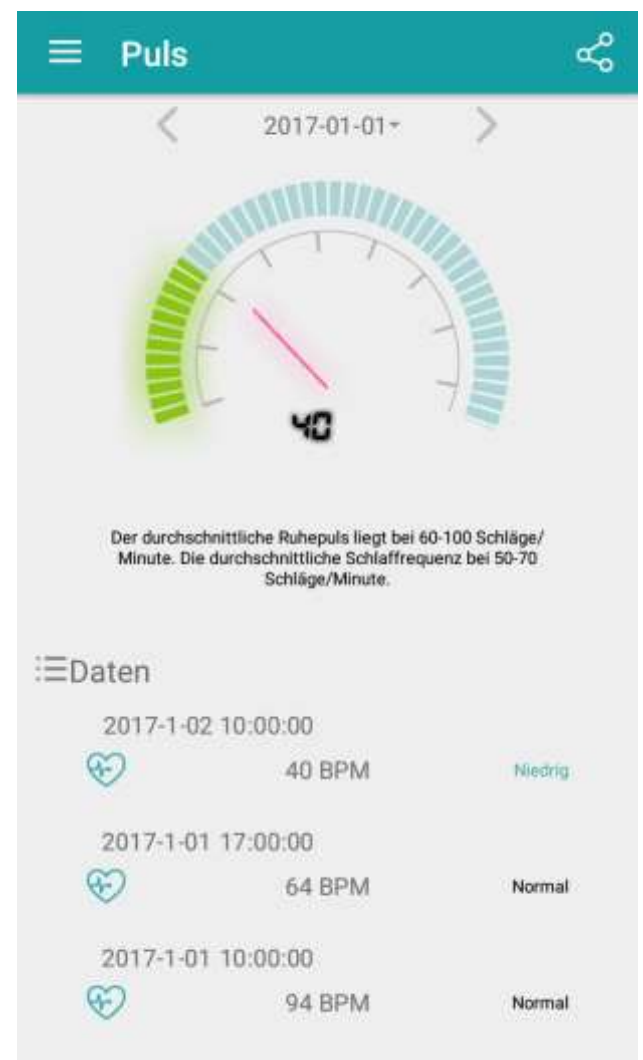 Puls
2017-01-01
40
Der durchschnittliche Ruhepuls liegt bei 60-100 Schläge/
Minute. Die durchschnittliche Schlaffrequenz bei 50-70
Schläge/Minute.
Daten
2017-1-02 10:00:00
40 BPM Niedrig
2017-1-01 17:00:00
64 BPM Normal
2017-1-01 10:00:00
94 BPM Normal